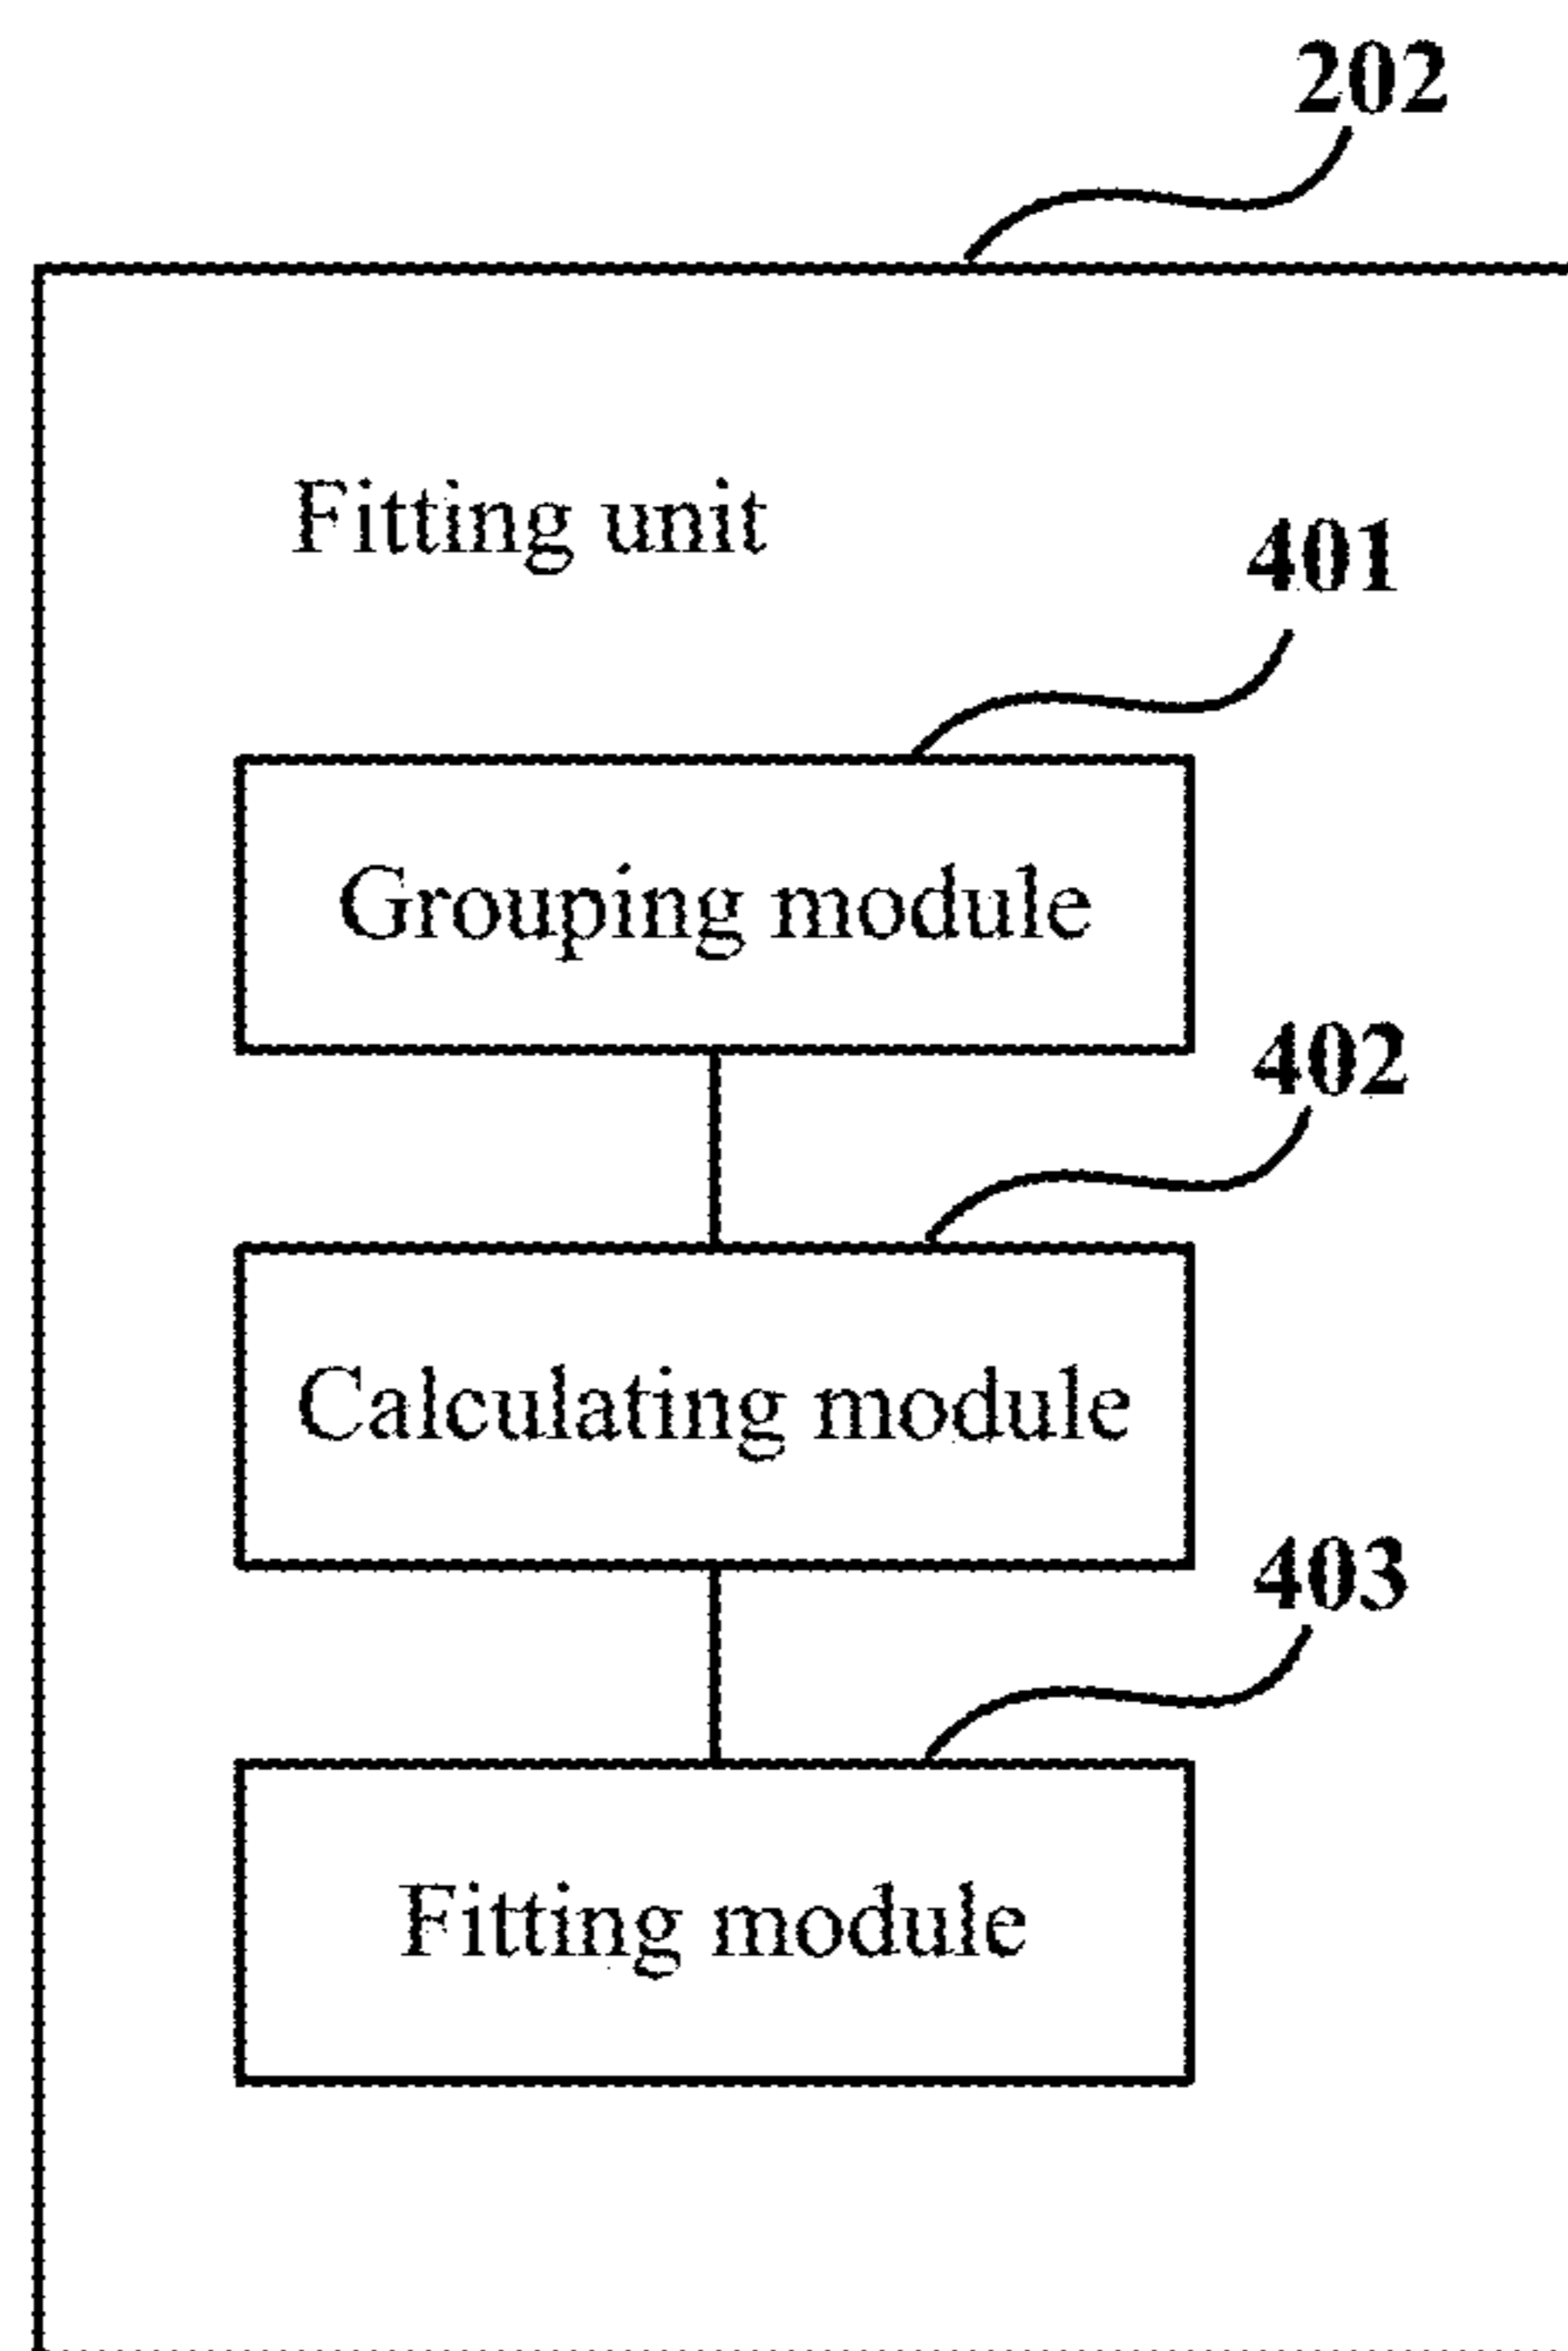 202
Fitting unit
401
Grouping module
402
Calculating module
403
Fitting module